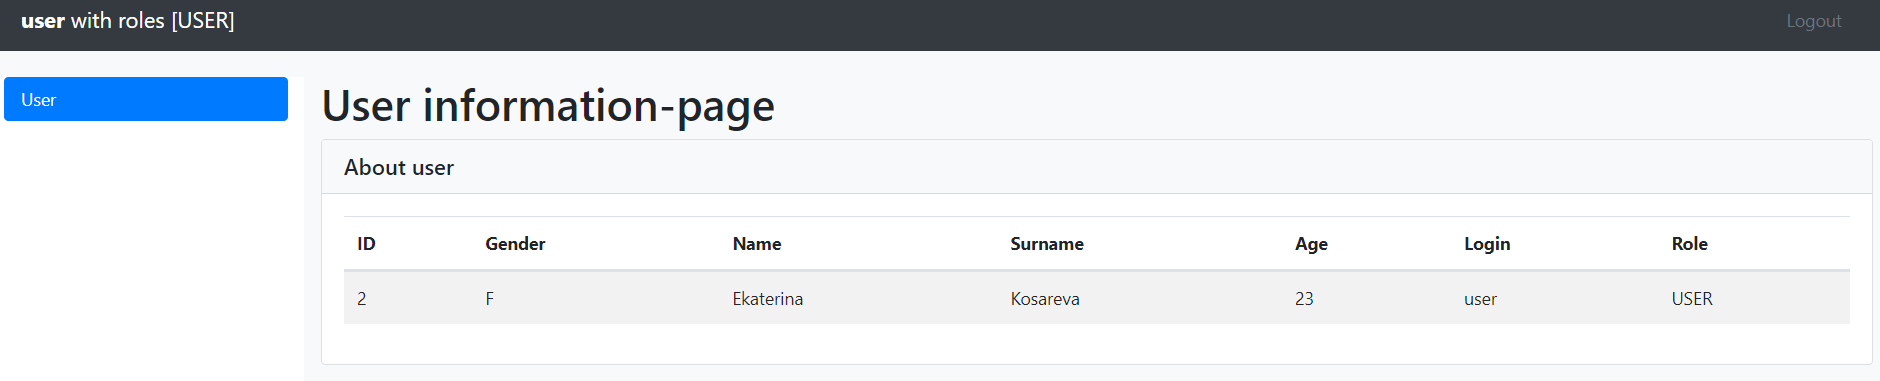 user with roles [USER] Logout
User
User information-page
About user
ID Gender Name Surname Age Login Role
2 F Ekaterina Kosareva 23 user USER